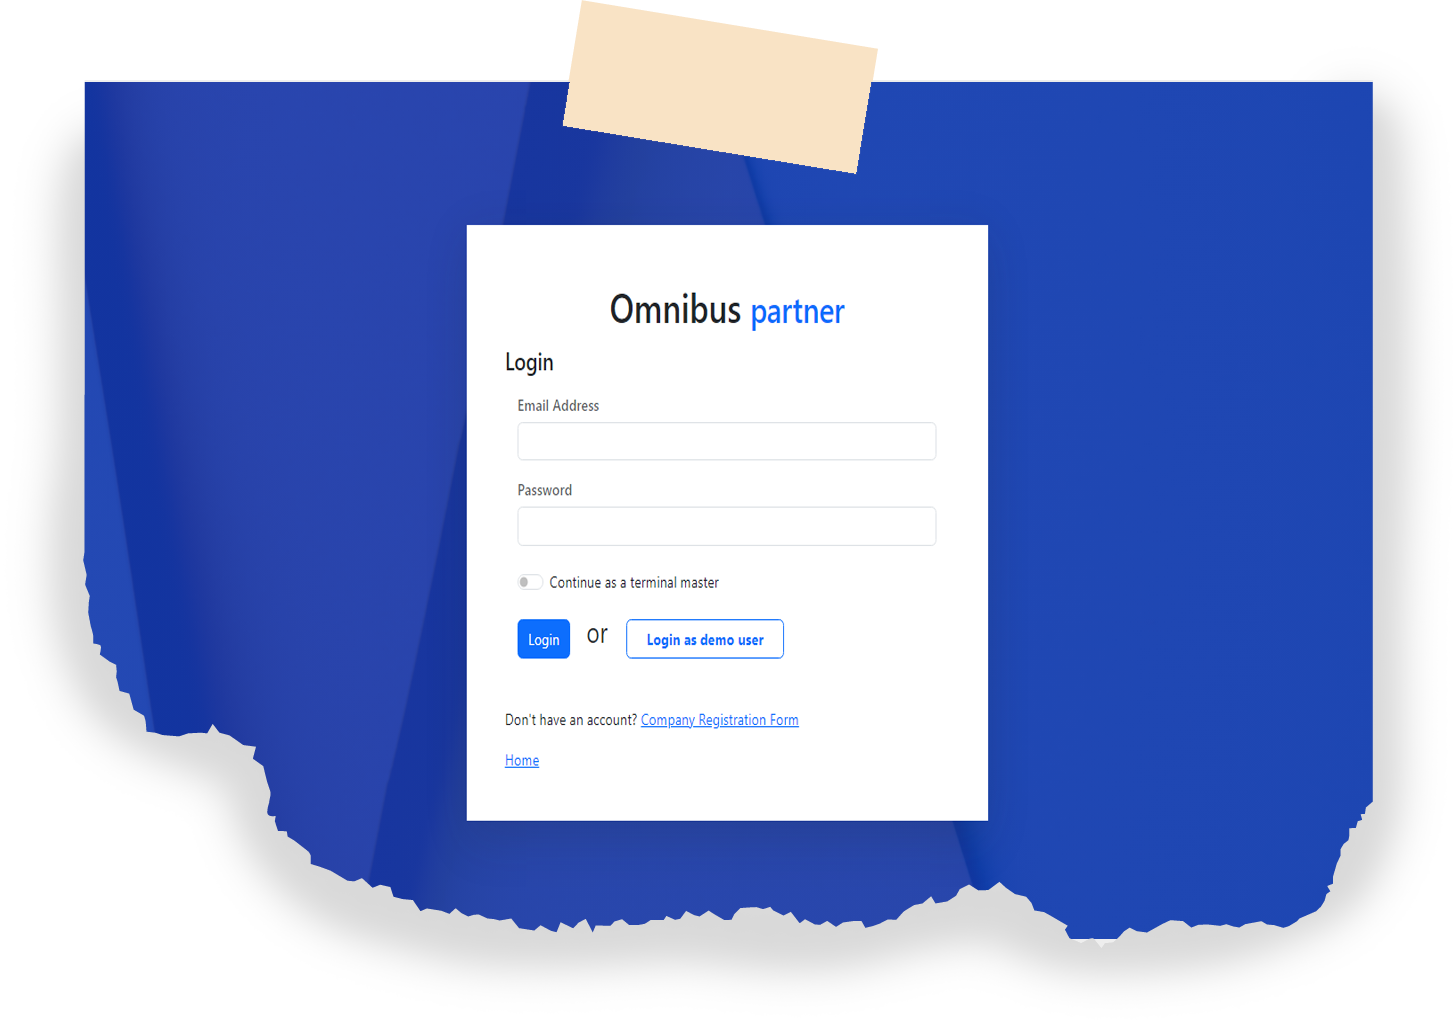 Omnibus partner
Login
Email Address
Password
Continue as a terminal master
Login or Login as demo user
Don't have an account? Company Registration Form
Home